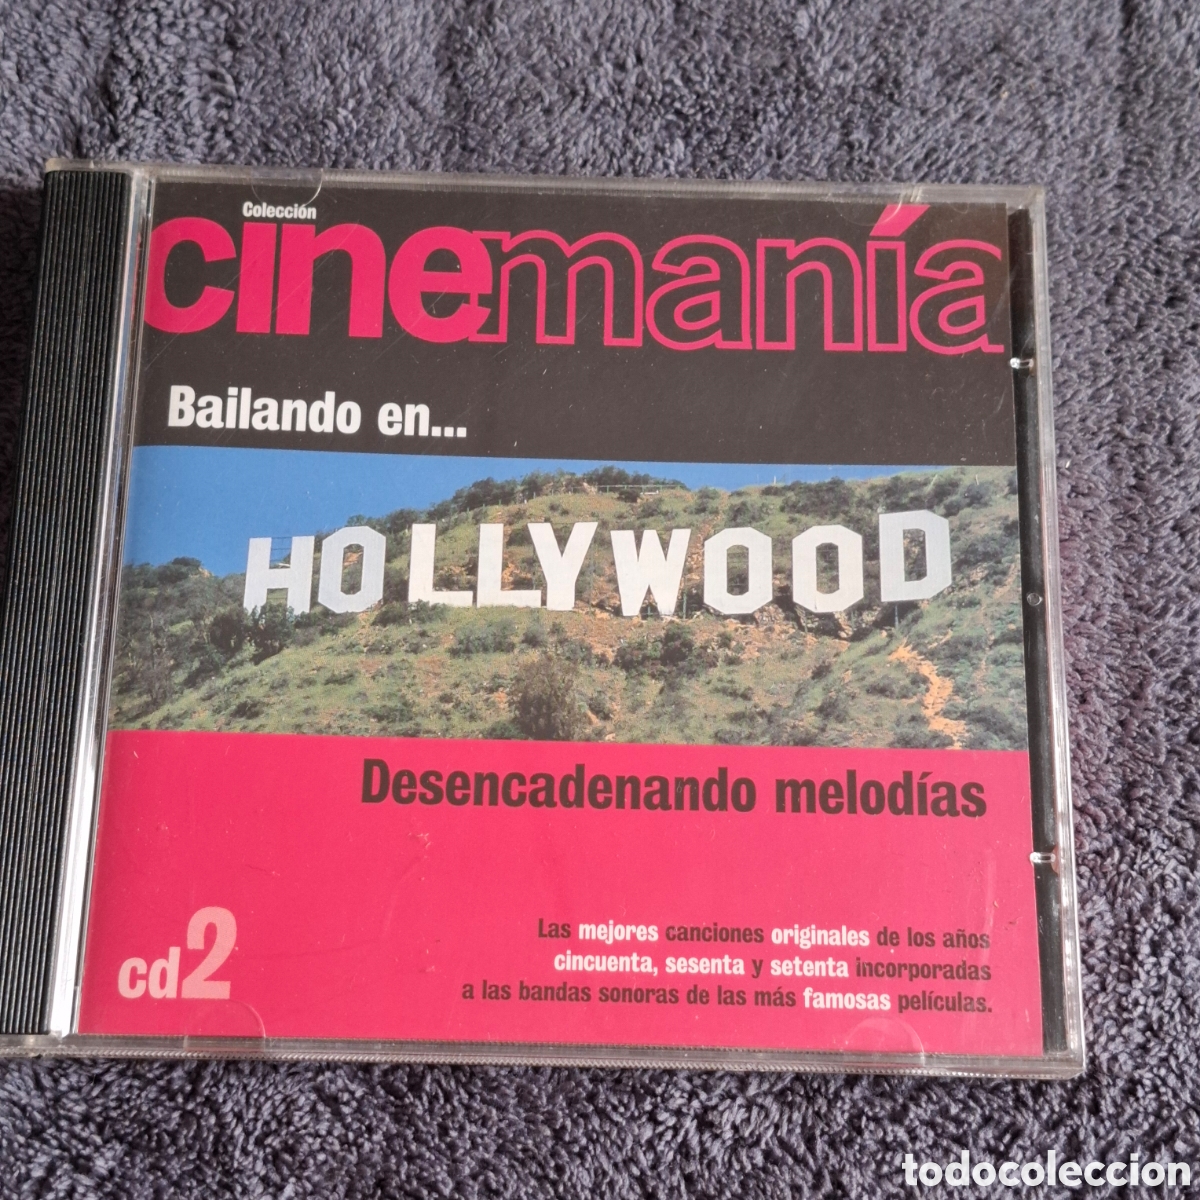 Colección
cinemanía
Bailando en...
HOLLYWOOD
Desencadenando melodías
cd2
Las mejores canciones originales de los años
cincuenta, sesenta y setenta incorporadas
a las bandas sonoras de las más famosas películas.
todocoleccion